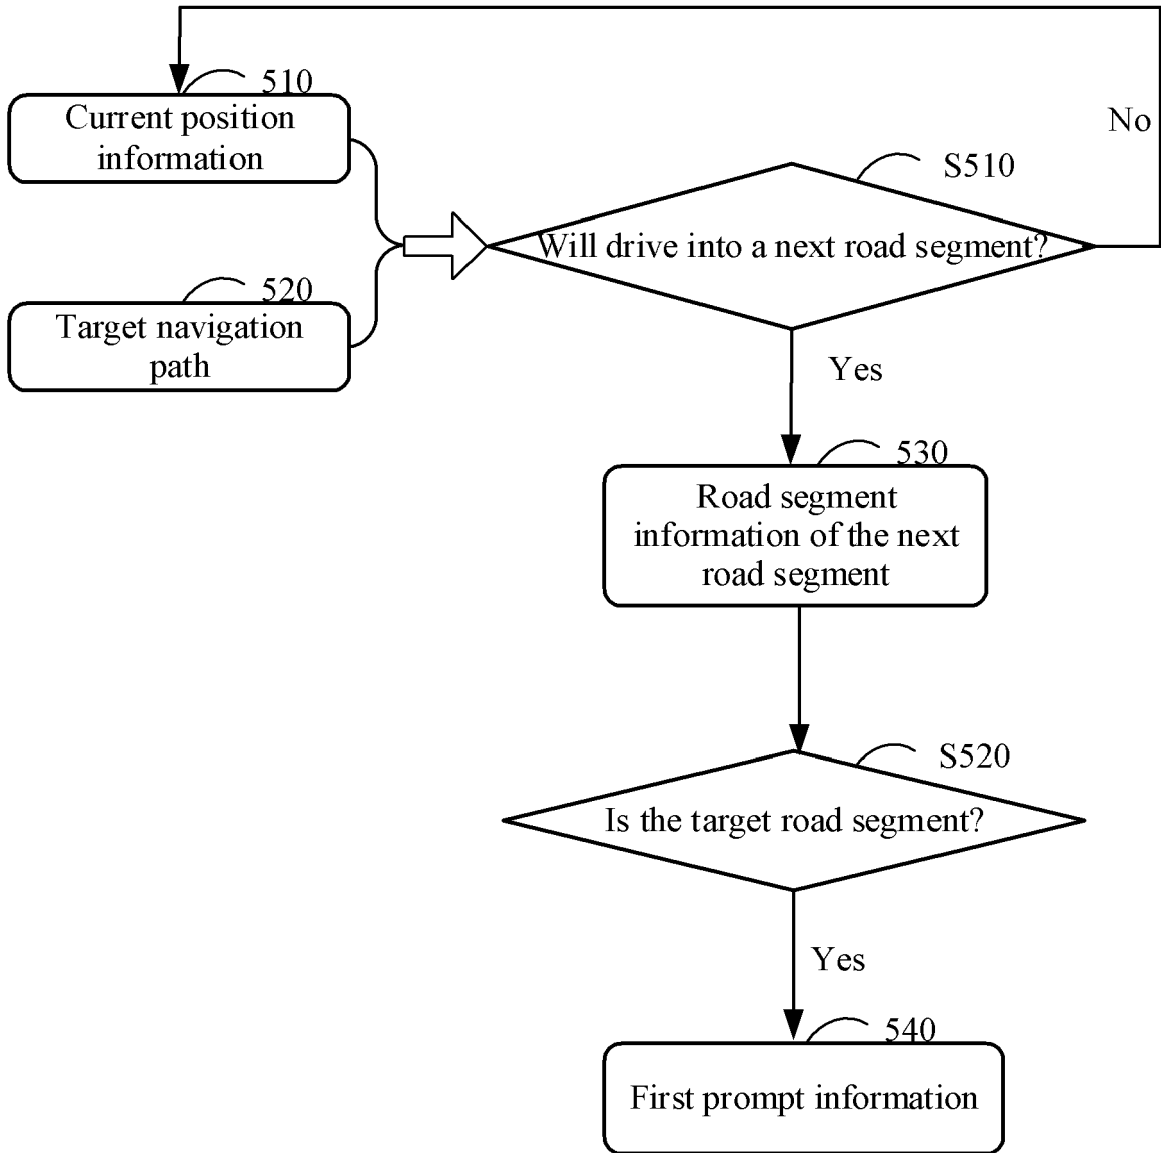 510
Current position
information
No
S510
Will drive into a next road segment?
520
Target navigation
path
Yes
530
Road segment
information of the next
road segment
S520
Is the target road segment?
Yes
540
First prompt information